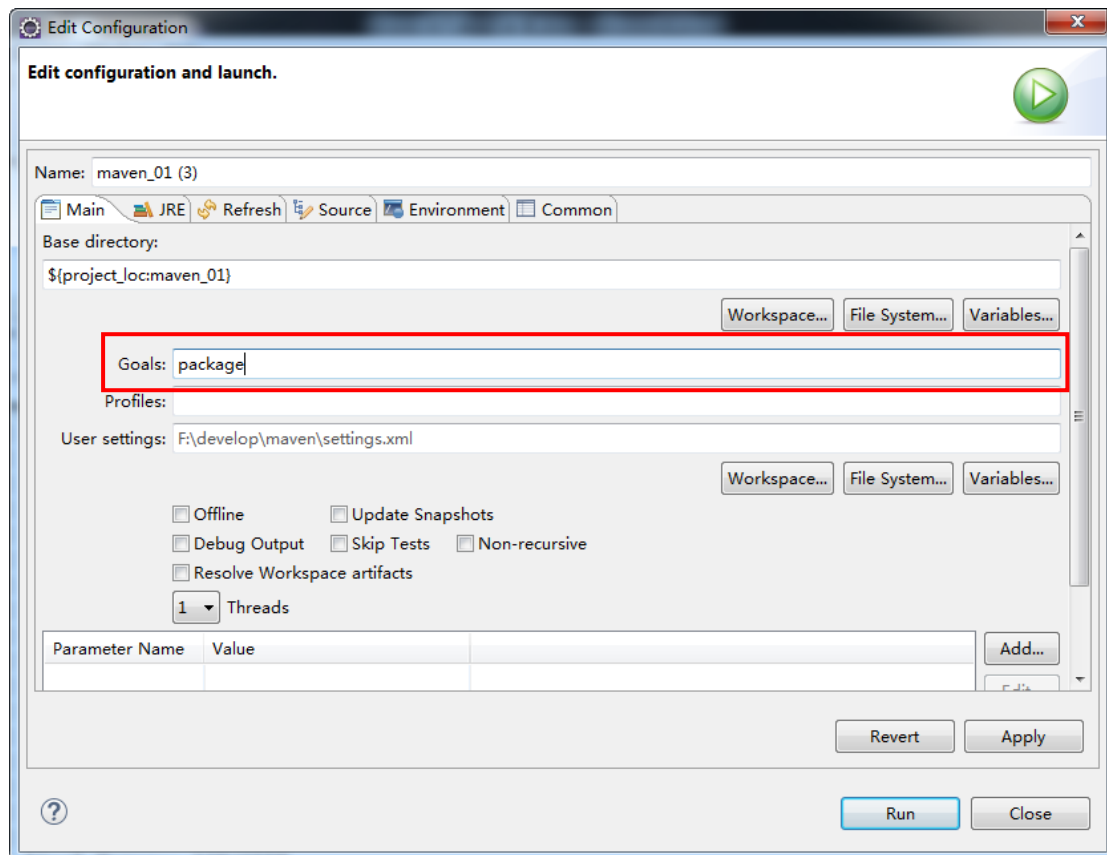 Edit Configuration
Edit configuration and launch.
Name: maven_01 (3)
Main JRE Refresh Source Environment Common
Base directory:
${project_loc:maven_01}
Workspace... File System... Variables...
Goals: package
Profiles:
User settings: F:\develop\maven\settings.xml
Workspace... File System... Variables...
Offline Update Snapshots
Debug Output Skip Tests Non-recursive
Resolve Workspace artifacts
1 Threads
Parameter Name Value Add...
Revert Apply
Run Close